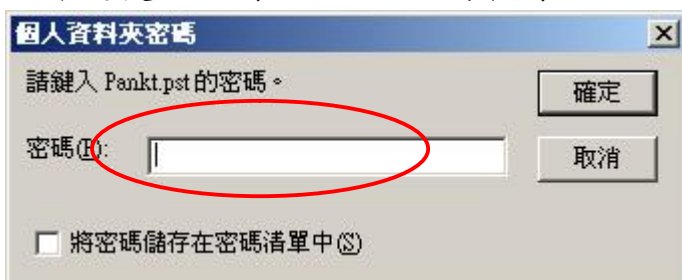 個人資料夾密碼
請鍵入 Pankt.pst 的密碼。
確定
密碼(P):
取消
將密碼儲存在密碼清單中(S)